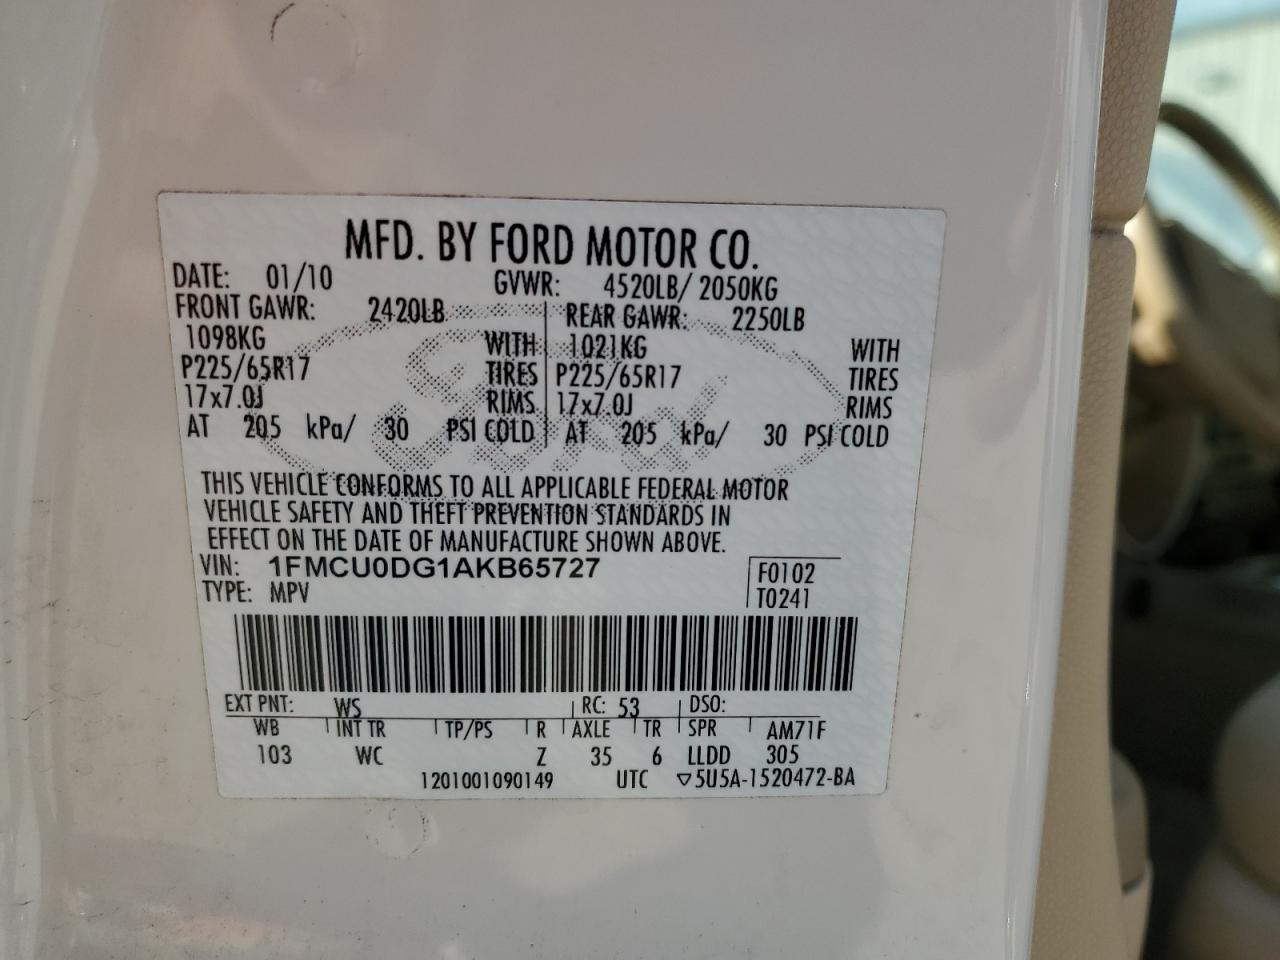 MFD. BY FORD MOTOR CO.
DATE: 01/10 GVWR: 4520LB/ 2050KG
FRONT GAWR: 2420LB REAR GAWR: 2250LB
1098KG WITH 1021KG WITH
P225/65R17 TIRES P225/65R17 TIRES
17x7.0J RIMS 17x7.0J RIMS
AT 205 kPa/ 30 PSI COLD AT 205 kPa/ 30 PSI COLD
Ford
THIS VEHICLE CONFORMS TO ALL APPLICABLE FEDERAL MOTOR
VEHICLE SAFETY AND THEFT PREVENTION STANDARDS IN
EFFECT ON THE DATE OF MANUFACTURE SHOWN ABOVE.
VIN: 1FMCU0DG1AKB65727 F0102
TYPE: MPV T0241
EXT PNT: WS RC: 53 DSO:
WB INT TR TP/PS R AXLE TR SPR AM71F
103 WC Z 35 6 LLDD 305
1201001090149 UTC ▽5U5A-1520472-BA